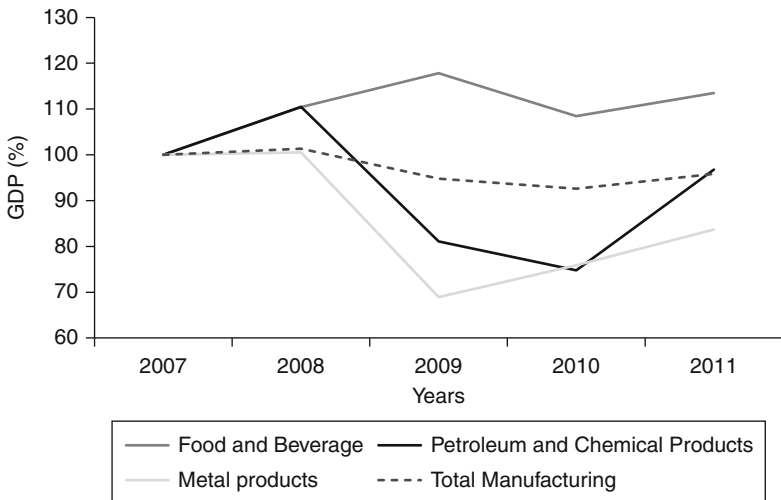 130
120
110
100
90
80
70
60
GDP (%)
2007 2008 2009 2010 2011
Years
Food and Beverage Petroleum and Chemical Products
Metal products Total Manufacturing